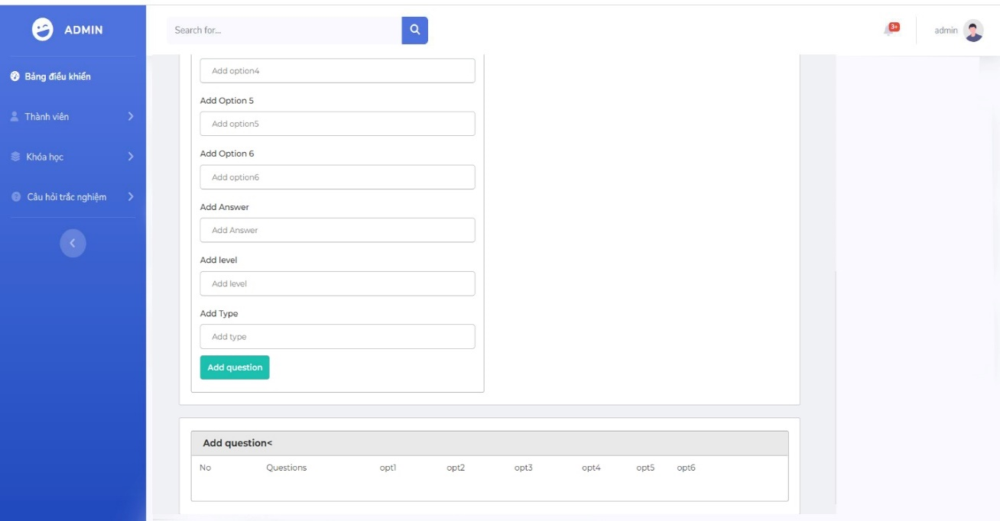 ADMIN
Search for...
3+
admin
Bảng điều khiển
Thành viên
Khóa học
Câu hỏi trắc nghiệm
Add option4
Add Option 5
Add option5
Add Option 6
Add option6
Add Answer
Add Answer
Add level
Add level
Add Type
Add type
Add question
Add question<
No Questions opt1 opt2 opt3 opt4 opt5 opt6